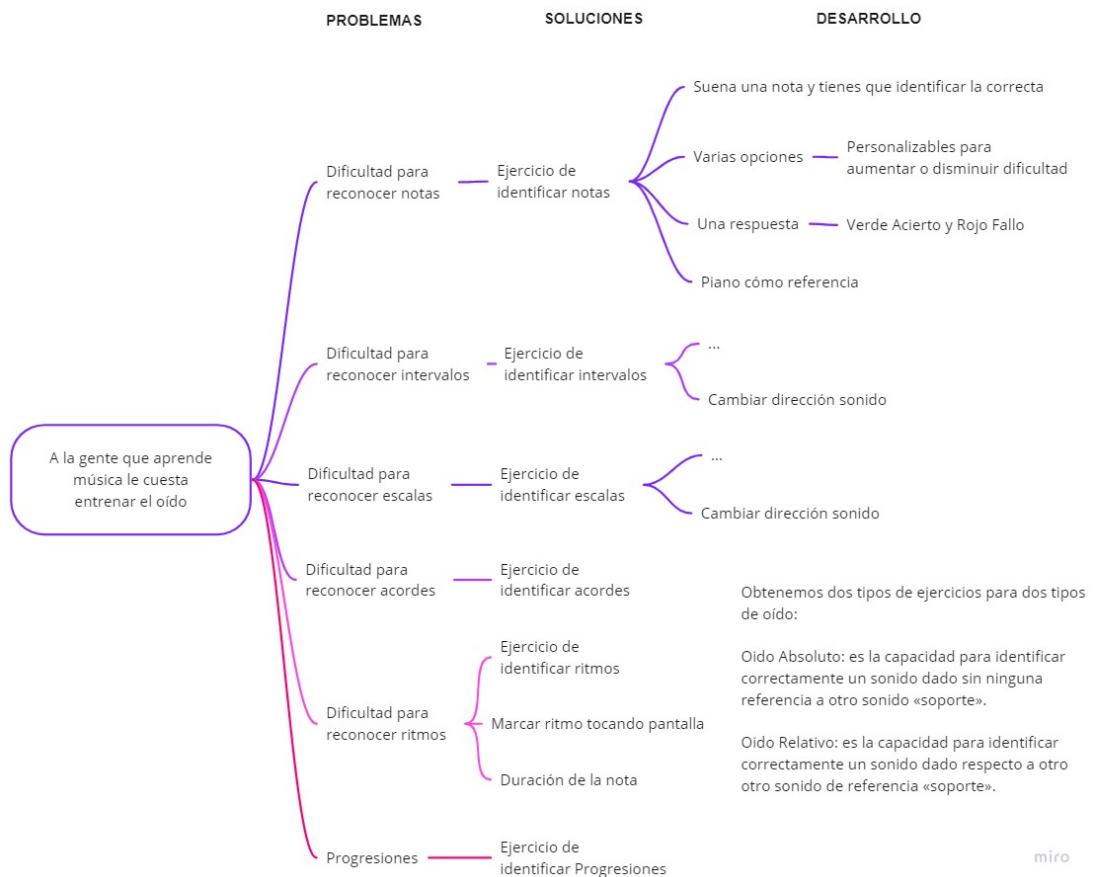 PROBLEMAS
SOLUCIONES
DESARROLLO
A la gente que aprende
música le cuesta
entrenar el oído
Dificultad para
reconocer notas
Ejercicio de
identificar notas
Suena una nota y tienes que identificar la correcta
Varias opciones
Personalizables para
aumentar o disminuir dificultad
Una respuesta
Verde Acierto y Rojo Fallo
Piano cómo referencia
Dificultad para
reconocer intervalos
Ejercicio de
identificar intervalos
...
Cambiar dirección sonido
Dificultad para
reconocer escalas
Ejercicio de
identificar escalas
...
Cambiar dirección sonido
Dificultad para
reconocer acordes
Ejercicio de
identificar acordes
Dificultad para
reconocer ritmos
Ejercicio de
identificar ritmos
Marcar ritmo tocando pantalla
Duración de la nota
Progresiones
Ejercicio de
identificar Progresiones
Obtenemos dos tipos de ejercicios para dos tipos
de oído:
Oido Absoluto: es la capacidad para identificar
correctamente un sonido dado sin ninguna
referencia a otro sonido «soporte».
Oido Relativo: es la capacidad para identificar
correctamente un sonido dado respecto a otro
otro sonido de referencia «soporte».
miro